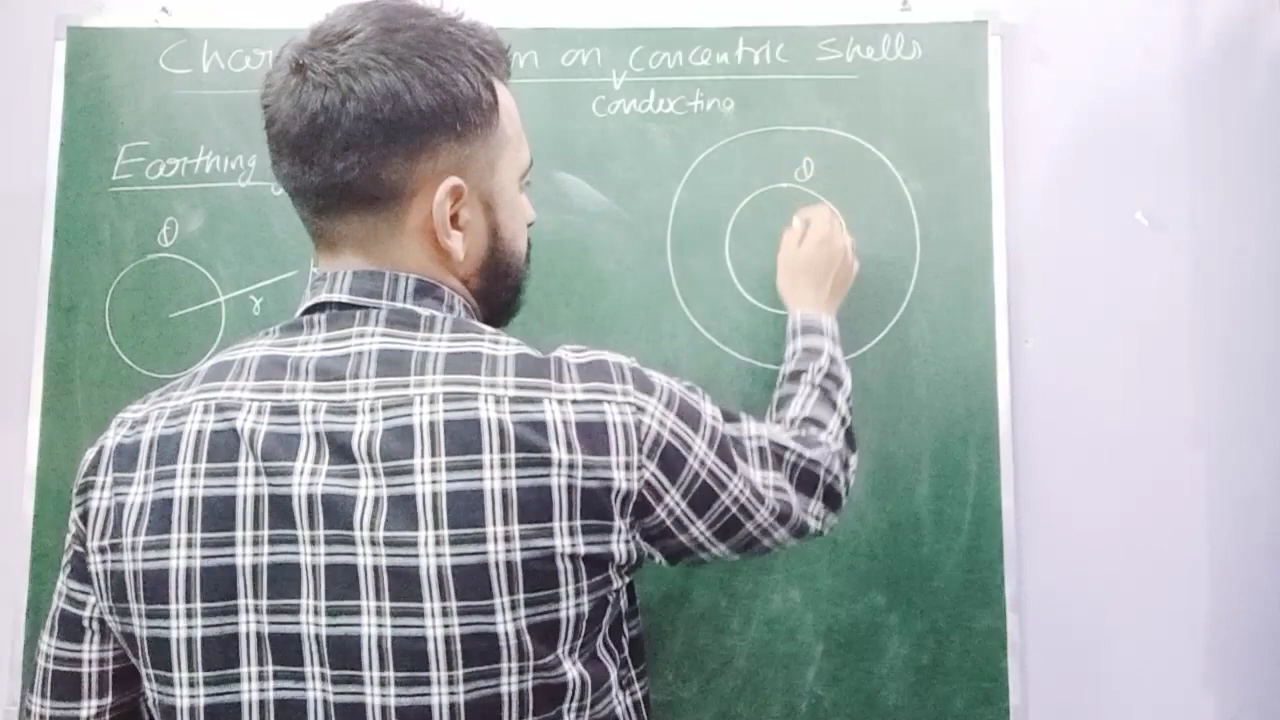 Char n on concentric shells
conducting
Earthing
Q
Q
r